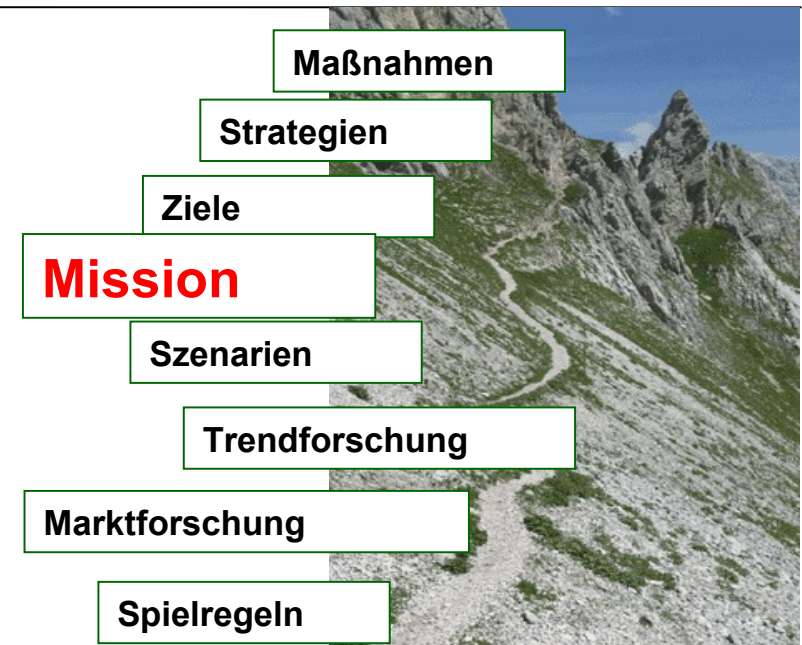 Maßnahmen
Strategien
Ziele
Mission
Szenarien
Trendforschung
Marktforschung
Spielregeln